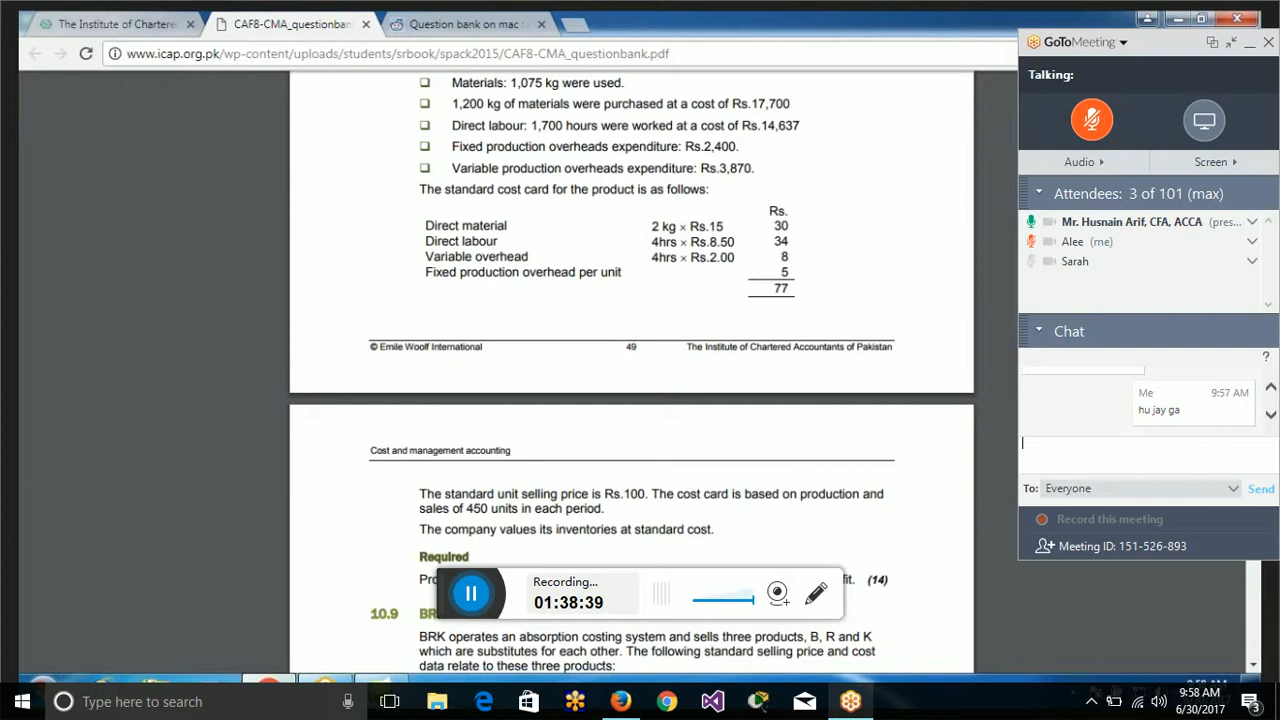 The Institute of Charterec
CAF8-CMA_questionban
Question bank on mac :
www.icap.org.pk/wp-content/uploads/students/srbook/spack2015/CAF8-CMA_questionbank.pdf
Materials: 1,075 kg were used.
1,200 kg of materials were purchased at a cost of Rs.17,700
Direct labour: 1,700 hours were worked at a cost of Rs.14,637
Fixed production overheads expenditure: Rs.2,400.
Variable production overheads expenditure: Rs.3,870.
The standard cost card for the product is as follows:
Rs.
Direct material 2 kg × Rs.15 30
Direct labour 4hrs × Rs.8.50 34
Variable overhead 4hrs × Rs.2.00 8
Fixed production overhead per unit 5
77
© Emile Woolf International 49 The Institute of Chartered Accountants of Pakistan
Cost and management accounting
The standard unit selling price is Rs.100. The cost card is based on production and
sales of 450 units in each period.
The company values its inventories at standard cost.
Required
fit. (14)
10.9
BRK operates an absorption costing system and sells three products, B, R and K
which are substitutes for each other. The following standard selling price and cost
data relate to these three products:
Recording...
01:38:39
GoToMeeting
Talking:
Audio
Screen
Attendees: 3 of 101 (max)
Mr. Husnain Arif, CFA, ACCA (pres...
Alee (me)
Sarah
Chat
?
Me 9:57 AM
hu jay ga
To: Everyone Send
Record this meeting
Meeting ID: 151-526-893
Type here to search
9:58 AM
6/30/2017
3